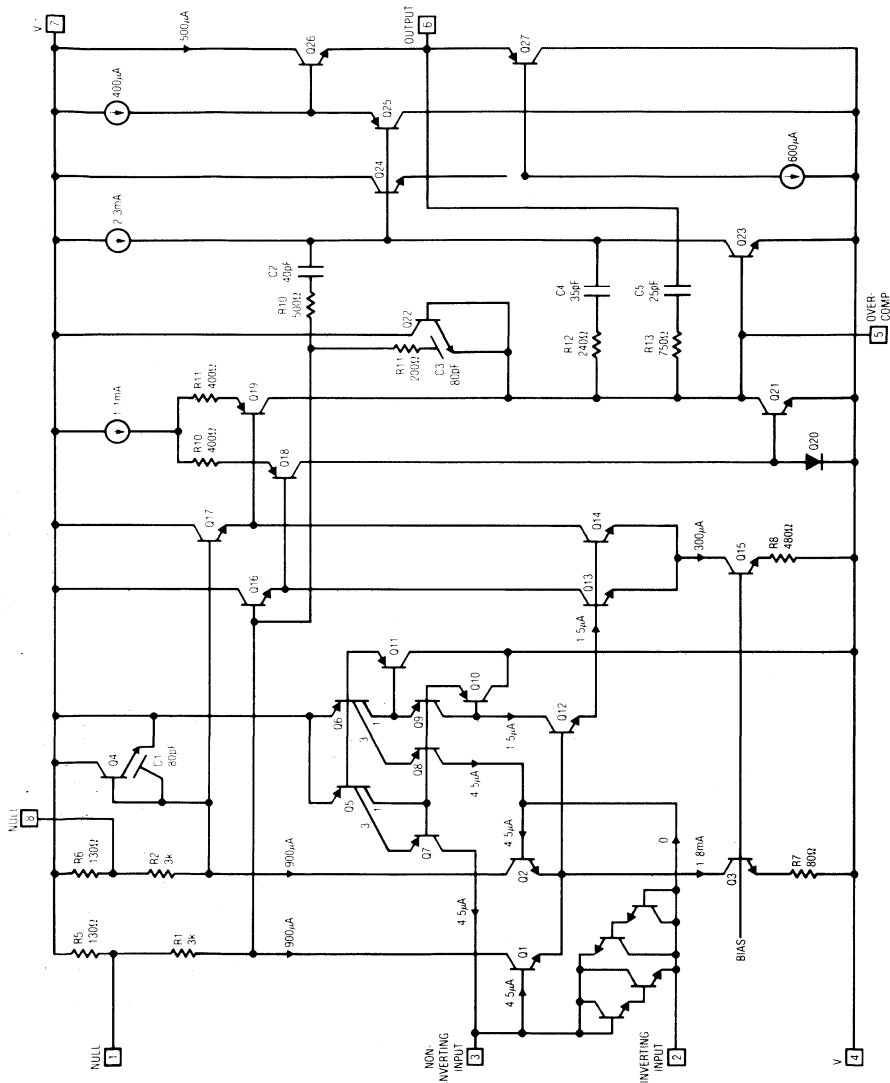 NULL
1
R5
130Ω
R1
3k
NULL
8
R6
130Ω
R2
3k
900µA
900µA
Q4
C1
80pF
V
7
500µA
400µA
2 3mA
1 1mA
R10
400Ω
R11
400Ω
Q16
Q17
Q18
Q19
C2
40pF
R10
500Ω
Q22
R11
200Ω
C3
80pF
Q24
Q25
Q26
OUTPUT
6
Q27
Q5
Q6
3
1
3
1
Q7
Q8
Q9
Q10
Q11
4 5µA
4 5µA
1 5µA
1 5µA
Q12
Q13
Q14
C4
35pF
R12
240Ω
C5
25pF
R13
750Ω
NON-
INVERTING
INPUT
3
Q1
4 5µA
Q2
4 5µA
0
300µA
1 8mA
Q3
R7
80Ω
Q15
R8
480Ω
Q20
Q21
Q23
600µA
INVERTING
INPUT
2
BIAS
V
4
OVER-
COMP
5